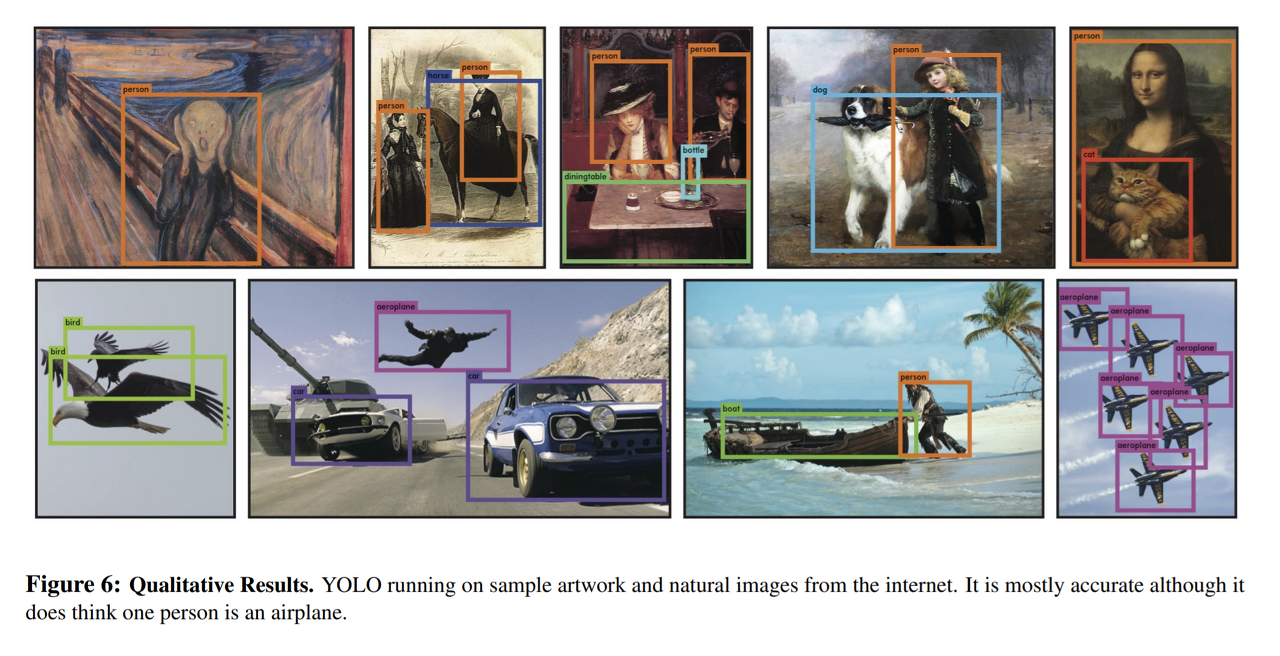 person
person
horse
person
person
person
bottle
diningtable
person
dog
person
cat
bird
bird
aeroplane
car
car
person
boat
aeroplane
aeroplane
aeroplane
aeroplane
aeroplane
aeroplane
Figure 6: Qualitative Results. YOLO running on sample artwork and natural images from the internet. It is mostly accurate although it
does think one person is an airplane.